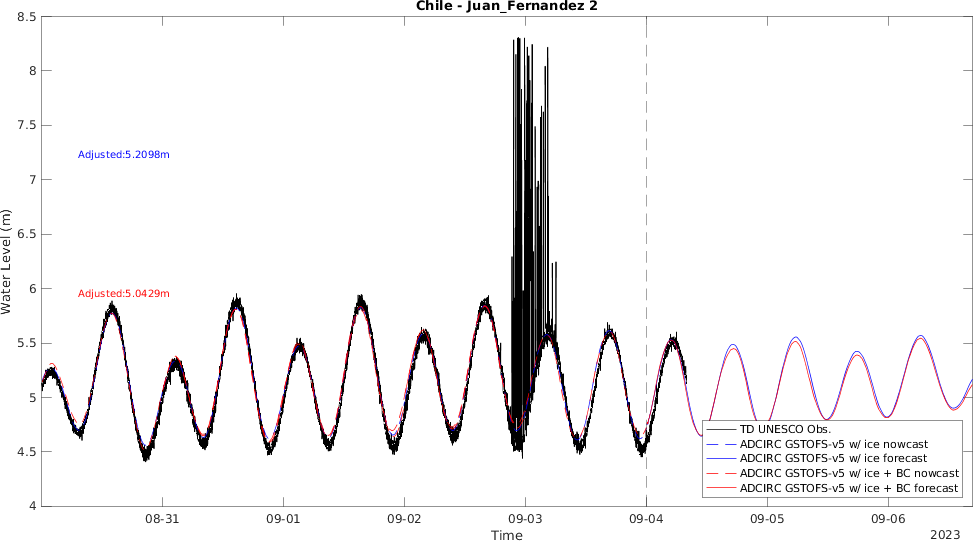 Chile - Juan_Fernandez 2
8.5
8
7.5
7
6.5
6
5.5
5
4.5
4
Water Level (m)
Adjusted:5.2098m
Adjusted:5.0429m
TD UNESCO Obs.
ADCIRC GSTOFS-v5 w/ ice nowcast
ADCIRC GSTOFS-v5 w/ ice forecast
ADCIRC GSTOFS-v5 w/ ice + BC nowcast
ADCIRC GSTOFS-v5 w/ ice + BC forecast
08-31 09-01 09-02 09-03 09-04 09-05 09-06
Time
2023